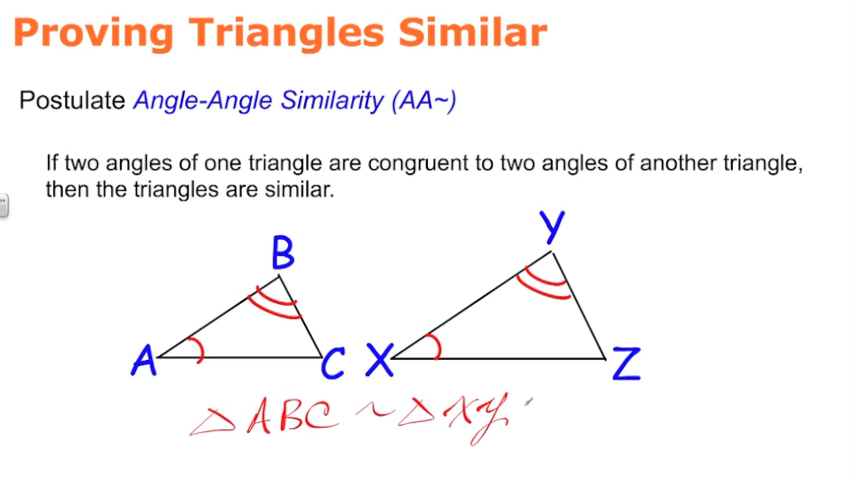 Proving Triangles Similar
Postulate Angle-Angle Similarity (AA~)
If two angles of one triangle are congruent to two angles of another triangle,
then the triangles are similar.
B
Y
A
C
X
Z
△ABC ~ △XY